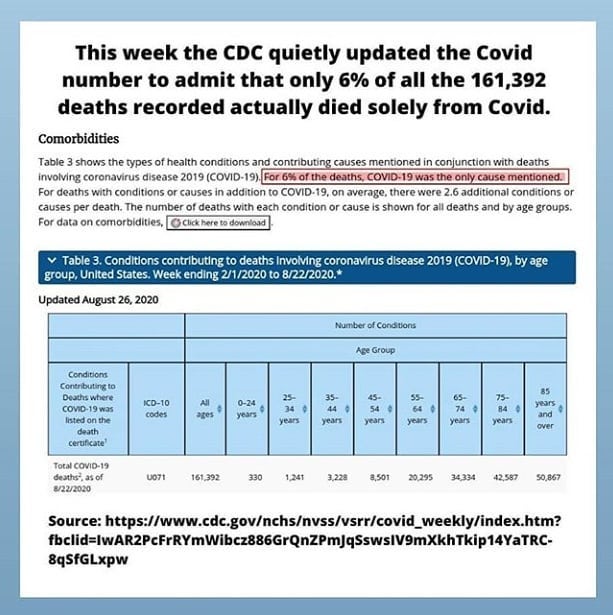 This week the CDC quietly updated the Covid
number to admit that only 6% of all the 161,392
deaths recorded actually died solely from Covid.
Comorbidities
Table 3 shows the types of health conditions and contributing causes mentioned in conjunction with deaths
involving coronavirus disease 2019 (COVID-19). For 6% of the deaths, COVID-19 was the only cause mentioned.
For deaths with conditions or causes in addition to COVID-19, on average, there were 2.6 additional conditions or
causes per death. The number of deaths with each condition or cause is shown for all deaths and by age groups.
For data on comorbidities, Click here to download.
Table 3. Conditions contributing to deaths involving coronavirus disease 2019 (COVID-19), by age
group, United States. Week ending 2/1/2020 to 8/22/2020.*
Updated August 26, 2020
Number of Conditions
Age Group
Conditions
Contributing to
Deaths where
COVID-19 was
listed on the
death
certificate¹
ICD-10
codes
All
ages
0-24
years
25-
34
years
35-
44
years
45-
54
years
55-
64
years
65-
74
years
75-
84
years
85
years
and
over
Total COVID-19
deaths², as of
8/22/2020
U071 161,392 330 1,241 3,228 8,501 20,295 34,334 42,587 50,867
Source: https://www.cdc.gov/nchs/nvss/vsrr/covid_weekly/index.htm?
fbclid=IwAR2PcFrRYmWibcz886GrQnZPmJqSswsIV9mXkhTkip14YaTRC-
8qSfGLxpw